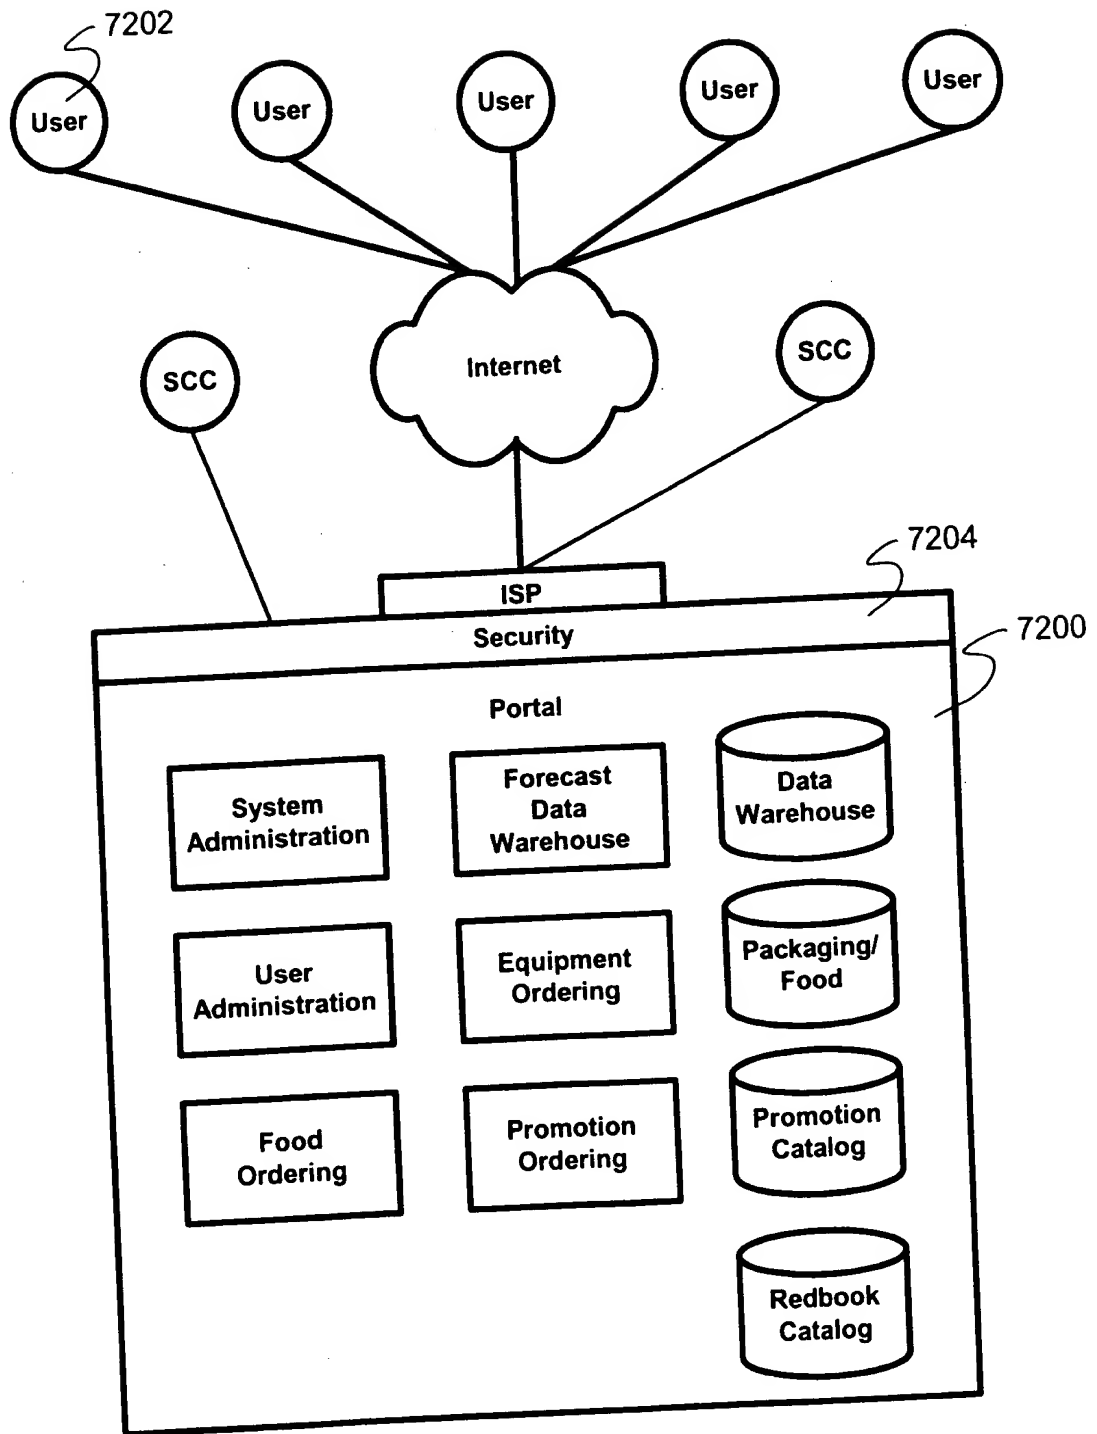 7202
User
User
User
User
User
Internet
SCC
SCC
7204
ISP
Security
7200
Portal
System
Administration
Forecast
Data
Warehouse
Data
Warehouse
User
Administration
Equipment
Ordering
Packaging/
Food
Food
Ordering
Promotion
Ordering
Promotion
Catalog
Redbook
Catalog